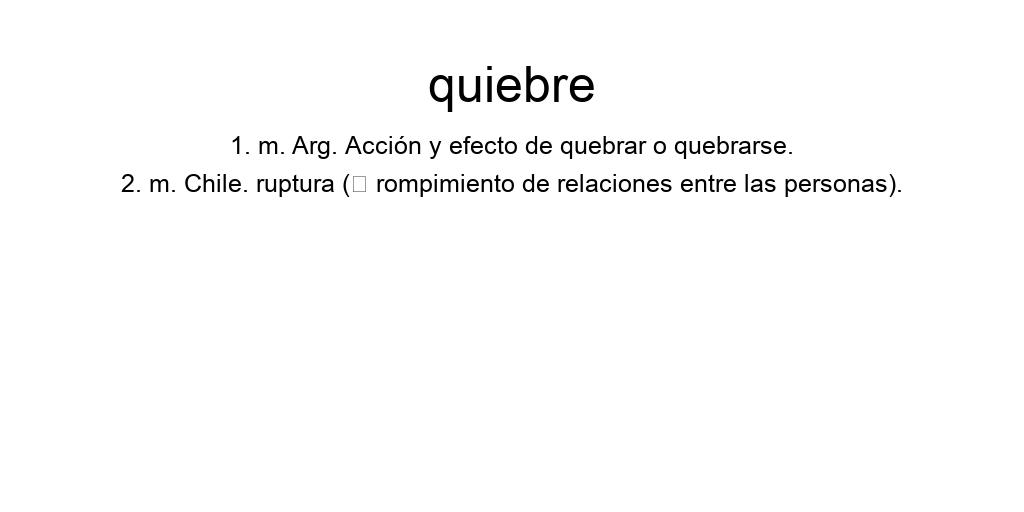 quiebre
1. m. Arg. Acción y efecto de quebrar o quebrarse.
2. m. Chile. ruptura (□ rompimiento de relaciones entre las personas).